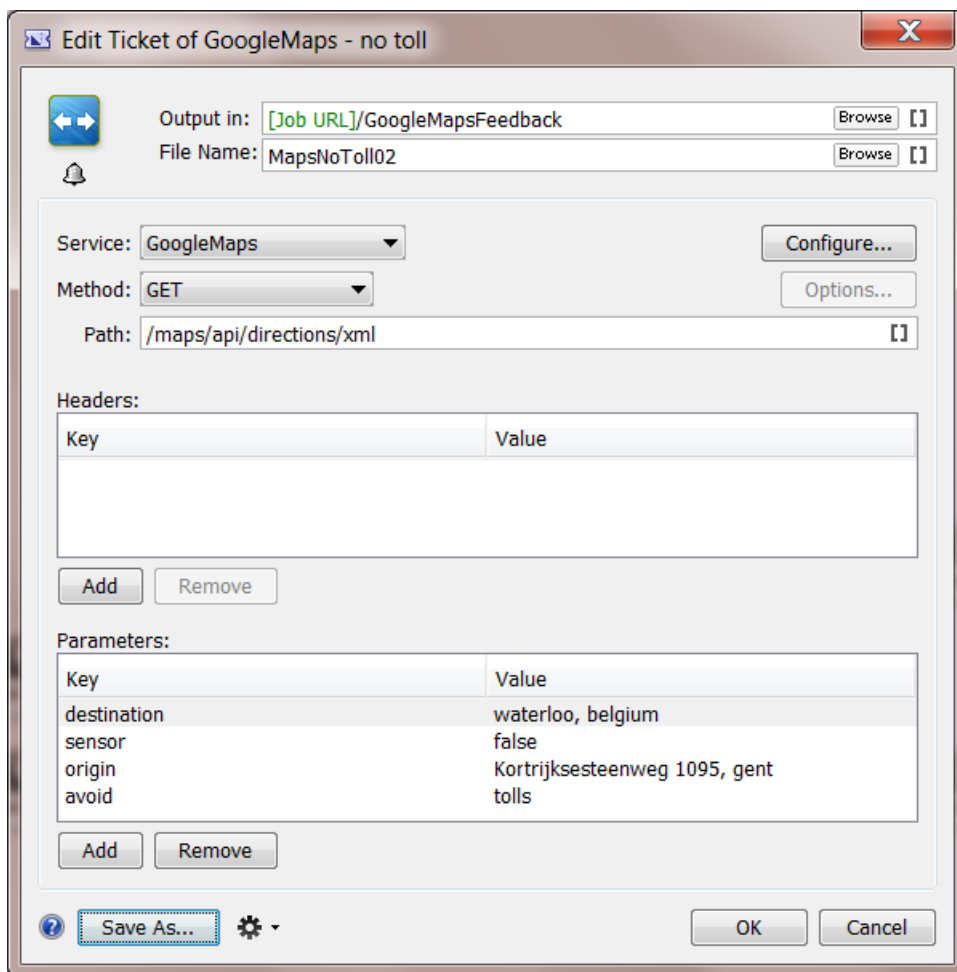 Edit Ticket of GoogleMaps - no toll
X
Output in: [Job URL]/GoogleMapsFeedback Browse []
File Name: MapsNoToll02 Browse []
Service: GoogleMaps Configure...
Method: GET Options...
Path: /maps/api/directions/xml []
Headers:
Key Value
Add Remove
Parameters:
Key Value
destination waterloo, belgium
sensor false
origin Kortrijksesteenweg 1095, gent
avoid tolls
Add Remove
? Save As... OK Cancel